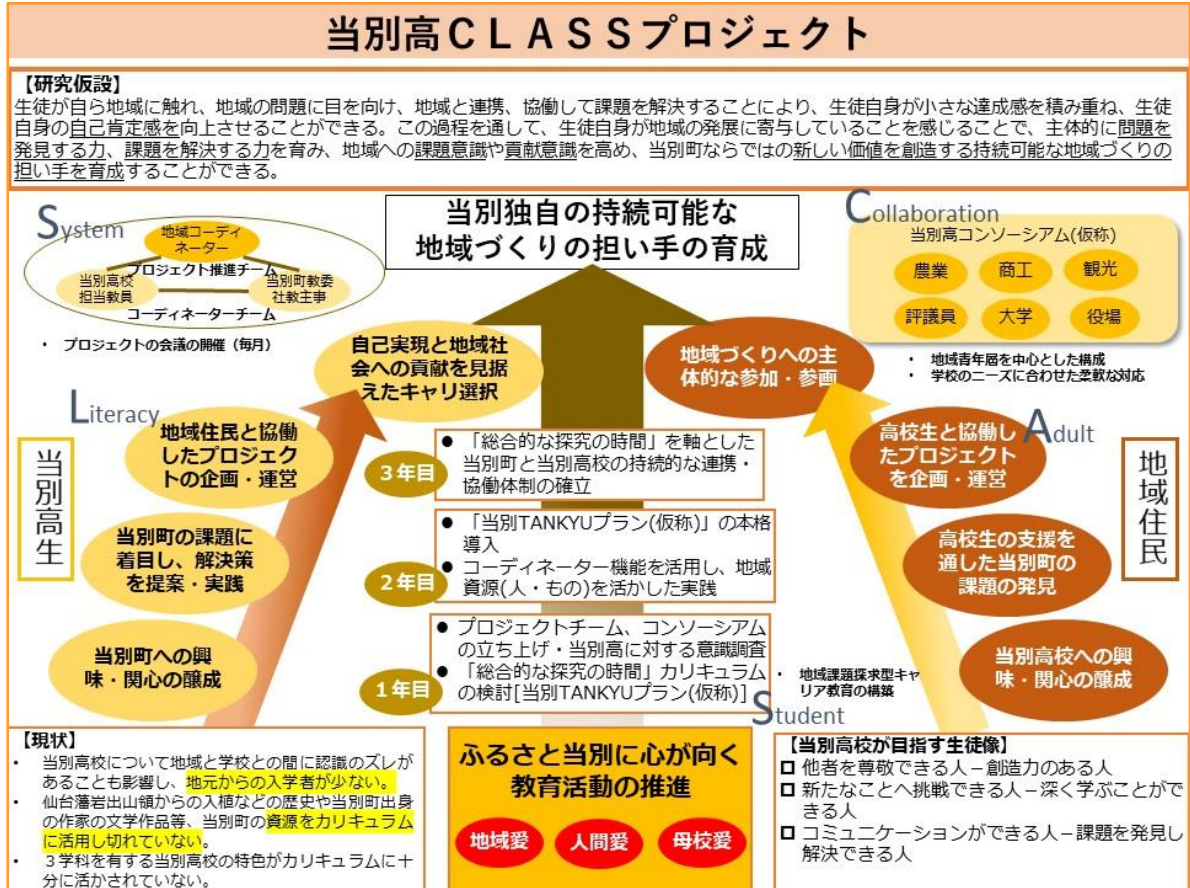 当別高ＣＬＡＳＳプロジェクト
【研究仮設】
生徒が自ら地域に触れ、地域の問題に目を向け、地域と連携、協働して課題を解決することにより、生徒自身が小さな達成感を積み重ね、生徒
自身の自己肯定感を向上させることができる。この過程を通して、生徒自身が地域の発展に寄与していることを感じることで、主体的に問題を
発見する力、課題を解決する力を育み、地域への課題意識や貢献意識を高め、当別町ならではの新しい価値を創造する持続可能な地域づくりの
担い手を育成することができる。
System
地域コーディ
ネーター
プロジェクト推進チーム
当別高校
担当教員
当別町教委
社教主事
コーディネーターチーム
・ プロジェクトの会議の開催（毎月）
当別独自の持続可能な
地域づくりの担い手の育成
Collaboration
当別高コンソーシアム(仮称)
農業
商工
観光
評議員
大学
役場
・ 地域青年層を中心とした構成
・ 学校のニーズに合わせた柔軟な対応
自己実現と地域社
会への貢献を見据
えたキャリ選択
地域づくりへの主
体的な参加・参画
Literacy
当別高生
地域住民と協働
したプロジェク
トの企画・運営
当別町の課題に
着目し、解決策
を提案・実践
当別町への興
味・関心の醸成
３年目
● 「総合的な探究の時間」を軸とした
当別町と当別高校の持続的な連携・
協働体制の確立
２年目
● 「当別TANKYUプラン(仮称)」の本格
導入
● コーディネーター機能を活用し、地域
資源(人・もの)を活かした実践
１年目
● プロジェクトチーム、コンソーシアム
の立ち上げ・当別高に対する意識調査
● 「総合的な探究の時間」カリキュラム
の検討[当別TANKYUプラン(仮称)]
Adult
地域住民
高校生と協働し
たプロジェクト
を企画・運営
高校生の支援を
通した当別町の
課題の発見
当別高校への興
味・関心の醸成
・ 地域課題探求型キャ
リア教育の構築
Student
【現状】
・ 当別高校について地域と学校との間に認識のズレが
あることも影響し、地元からの入学者が少ない。
・ 仙台藩岩出山領からの入植などの歴史や当別町出身
の作家の文学作品等、当別町の資源をカリキュラム
に活用し切れていない。
・ ３学科を有する当別高校の特色がカリキュラムに十
分に活かされていない。
ふるさと当別に心が向く
教育活動の推進
地域愛
人間愛
母校愛
【当別高校が目指す生徒像】
□ 他者を尊敬できる人－創造力のある人
□ 新たなことへ挑戦できる人－深く学ぶことがで
きる人
□ コミュニケーションができる人－課題を発見し
解決できる人